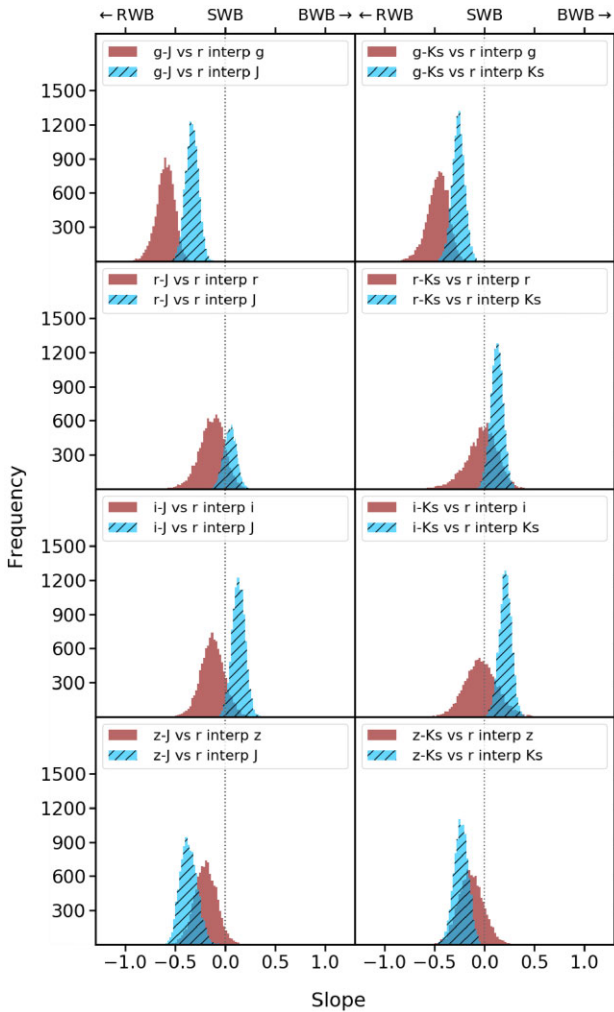 ← RWB SWB BWB → ← RWB SWB BWB →
g-J vs r interp g
g-J vs r interp J
g-Ks vs r interp g
g-Ks vs r interp Ks
1500
1200
900
600
300
r-J vs r interp r
r-J vs r interp J
r-Ks vs r interp r
r-Ks vs r interp Ks
1500
1200
900
600
300
i-J vs r interp i
i-J vs r interp J
i-Ks vs r interp i
i-Ks vs r interp Ks
1500
1200
900
600
300
z-J vs r interp z
z-J vs r interp J
z-Ks vs r interp z
z-Ks vs r interp Ks
1500
1200
900
600
300
Frequency
−1.0 −0.5 0.0 0.5 1.0 −1.0 −0.5 0.0 0.5 1.0
Slope